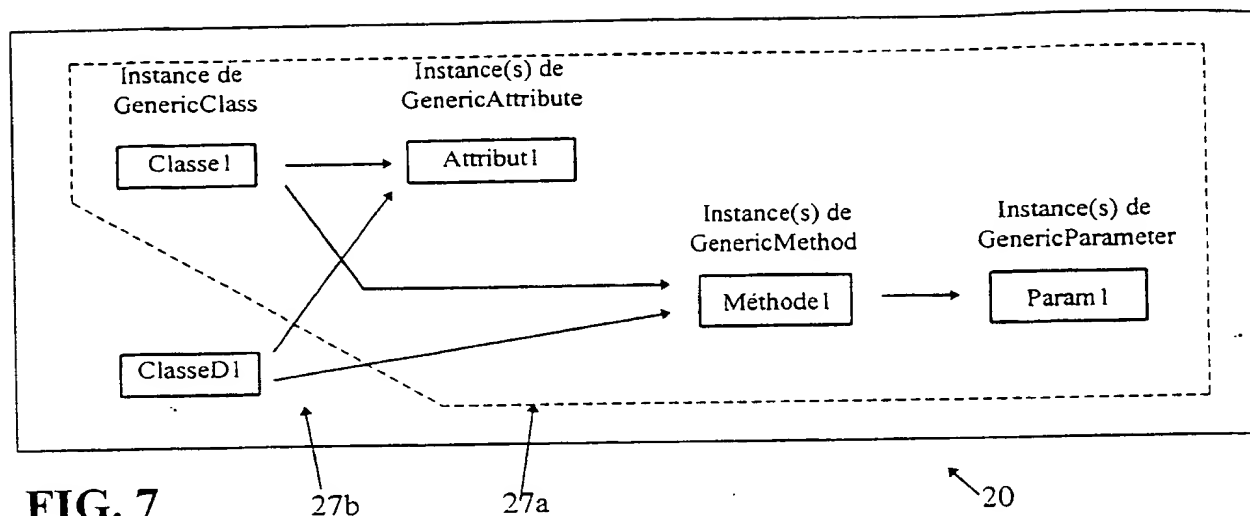 Instance de
GenericClass
Instance(s) de
GenericAttribute
Classe1
Attribut1
Instance(s) de
GenericMethod
Instance(s) de
GenericParameter
Méthode1
Param1
ClasseD1
FIG. 7
27b
27a
20